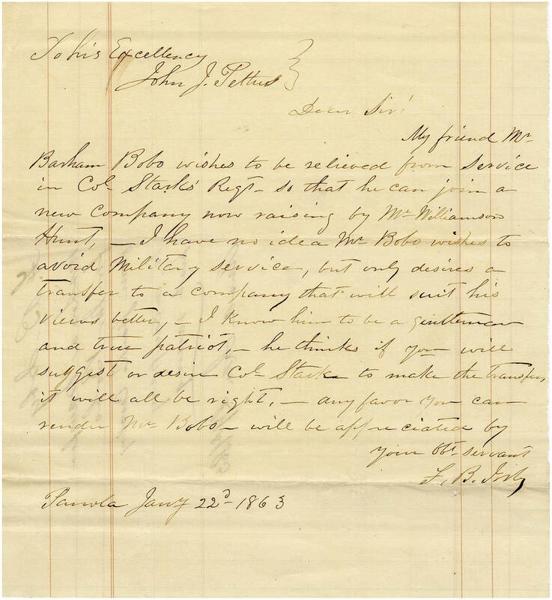 To his Excellency
John J. Pettus
Dear Sir!
My friend Mr
Barham Bobo wishes to be relieved from service
in Col Starks Regt - so that he can join a
new company now raising by Mr Williamson
Hunt, - I have no idea Mr Bobo wishes to
avoid Military service, but only desires a
transfer to a company that will suit his
views better, - I know him to be a gentleman
and true patriot, - he thinks if you will
suggest or desire Col Stark to make the transfer,
it will all be right, - any favor you can
render Mr Bobo - will be appreciated by
your Obt. servant
F. B.
Panola Jany 22d 1863